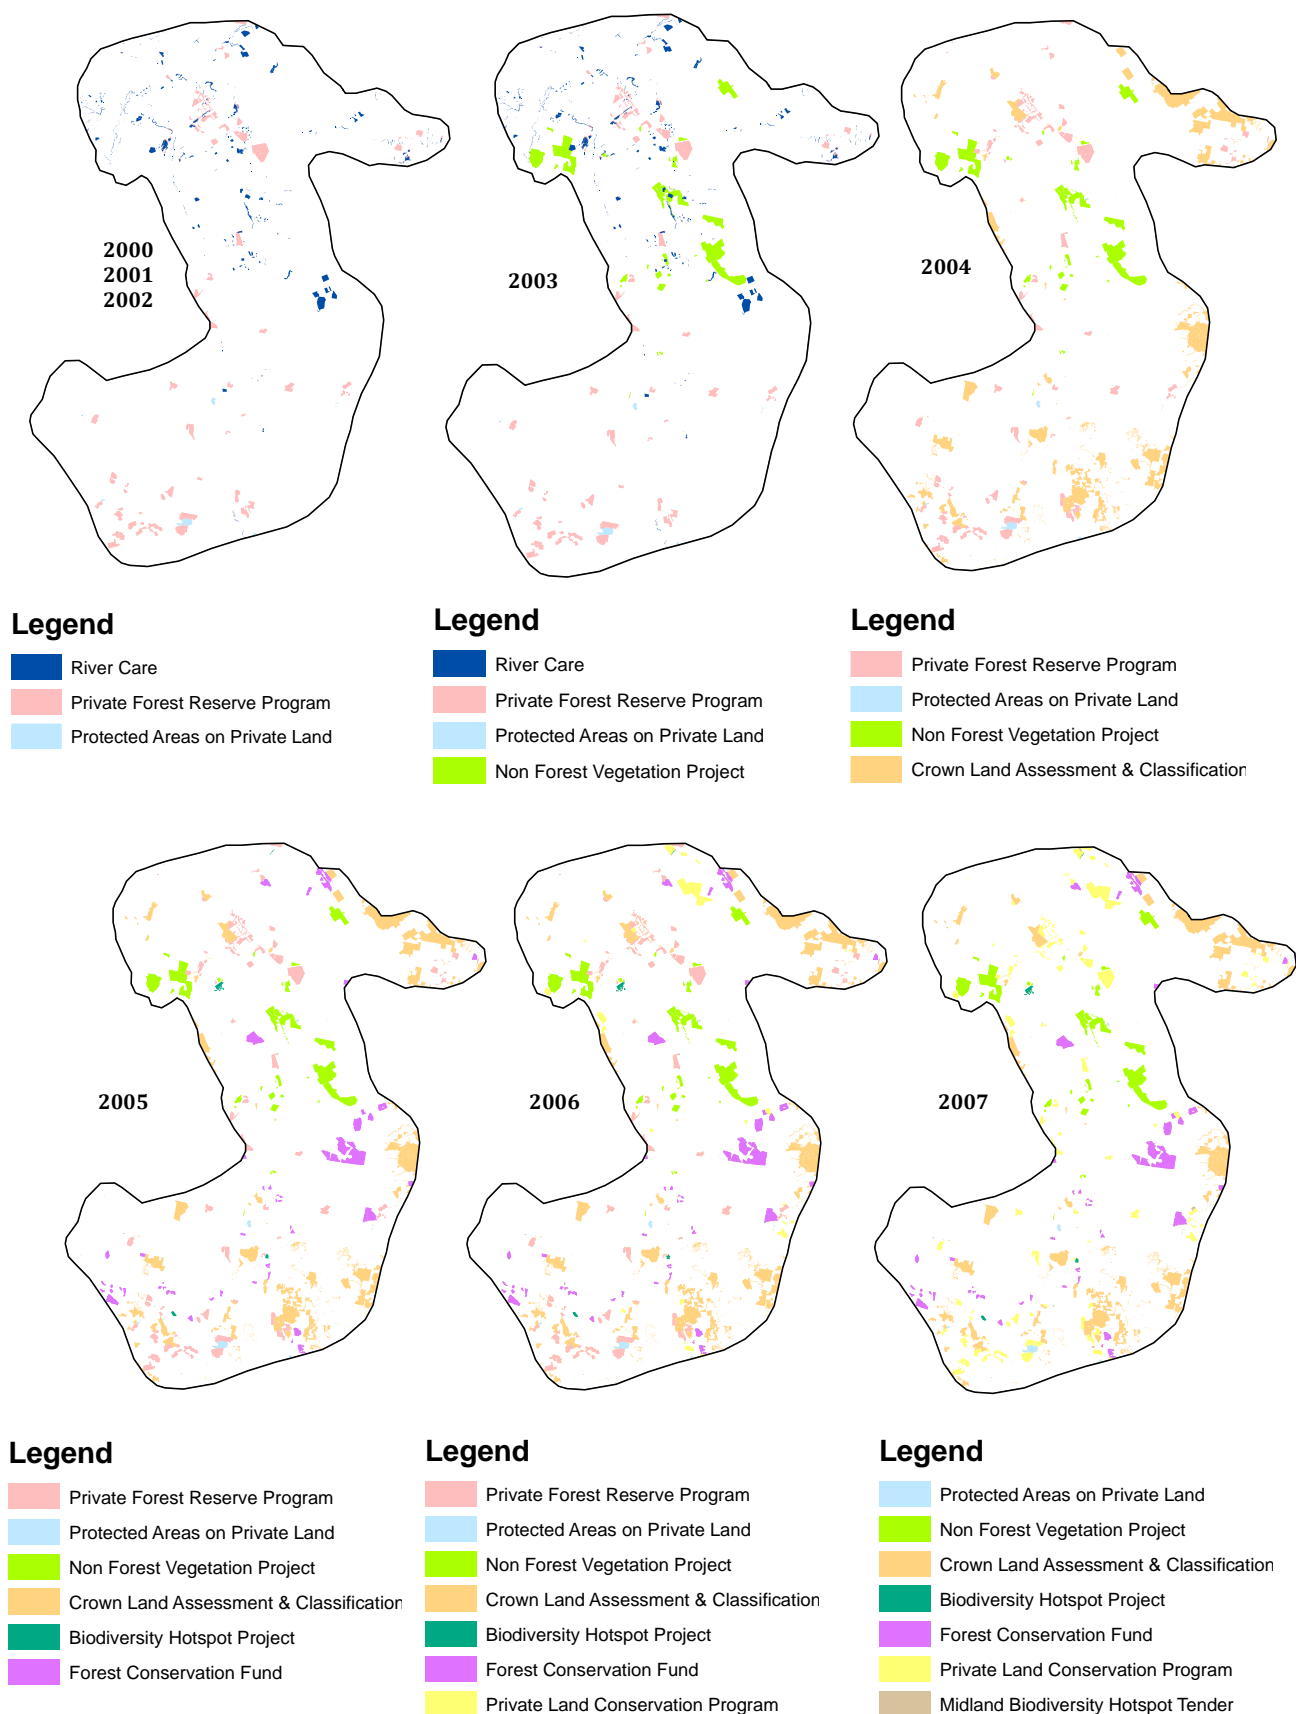 2000
2001
2002
2003
2004
Legend
River Care
Private Forest Reserve Program
Protected Areas on Private Land
Legend
River Care
Private Forest Reserve Program
Protected Areas on Private Land
Non Forest Vegetation Project
Legend
Private Forest Reserve Program
Protected Areas on Private Land
Non Forest Vegetation Project
Crown Land Assessment & Classification
2005
2006
2007
Legend
Private Forest Reserve Program
Protected Areas on Private Land
Non Forest Vegetation Project
Crown Land Assessment & Classification
Biodiversity Hotspot Project
Forest Conservation Fund
Legend
Private Forest Reserve Program
Protected Areas on Private Land
Non Forest Vegetation Project
Crown Land Assessment & Classification
Biodiversity Hotspot Project
Forest Conservation Fund
Private Land Conservation Program
Legend
Protected Areas on Private Land
Non Forest Vegetation Project
Crown Land Assessment & Classification
Biodiversity Hotspot Project
Forest Conservation Fund
Private Land Conservation Program
Midland Biodiversity Hotspot Tender